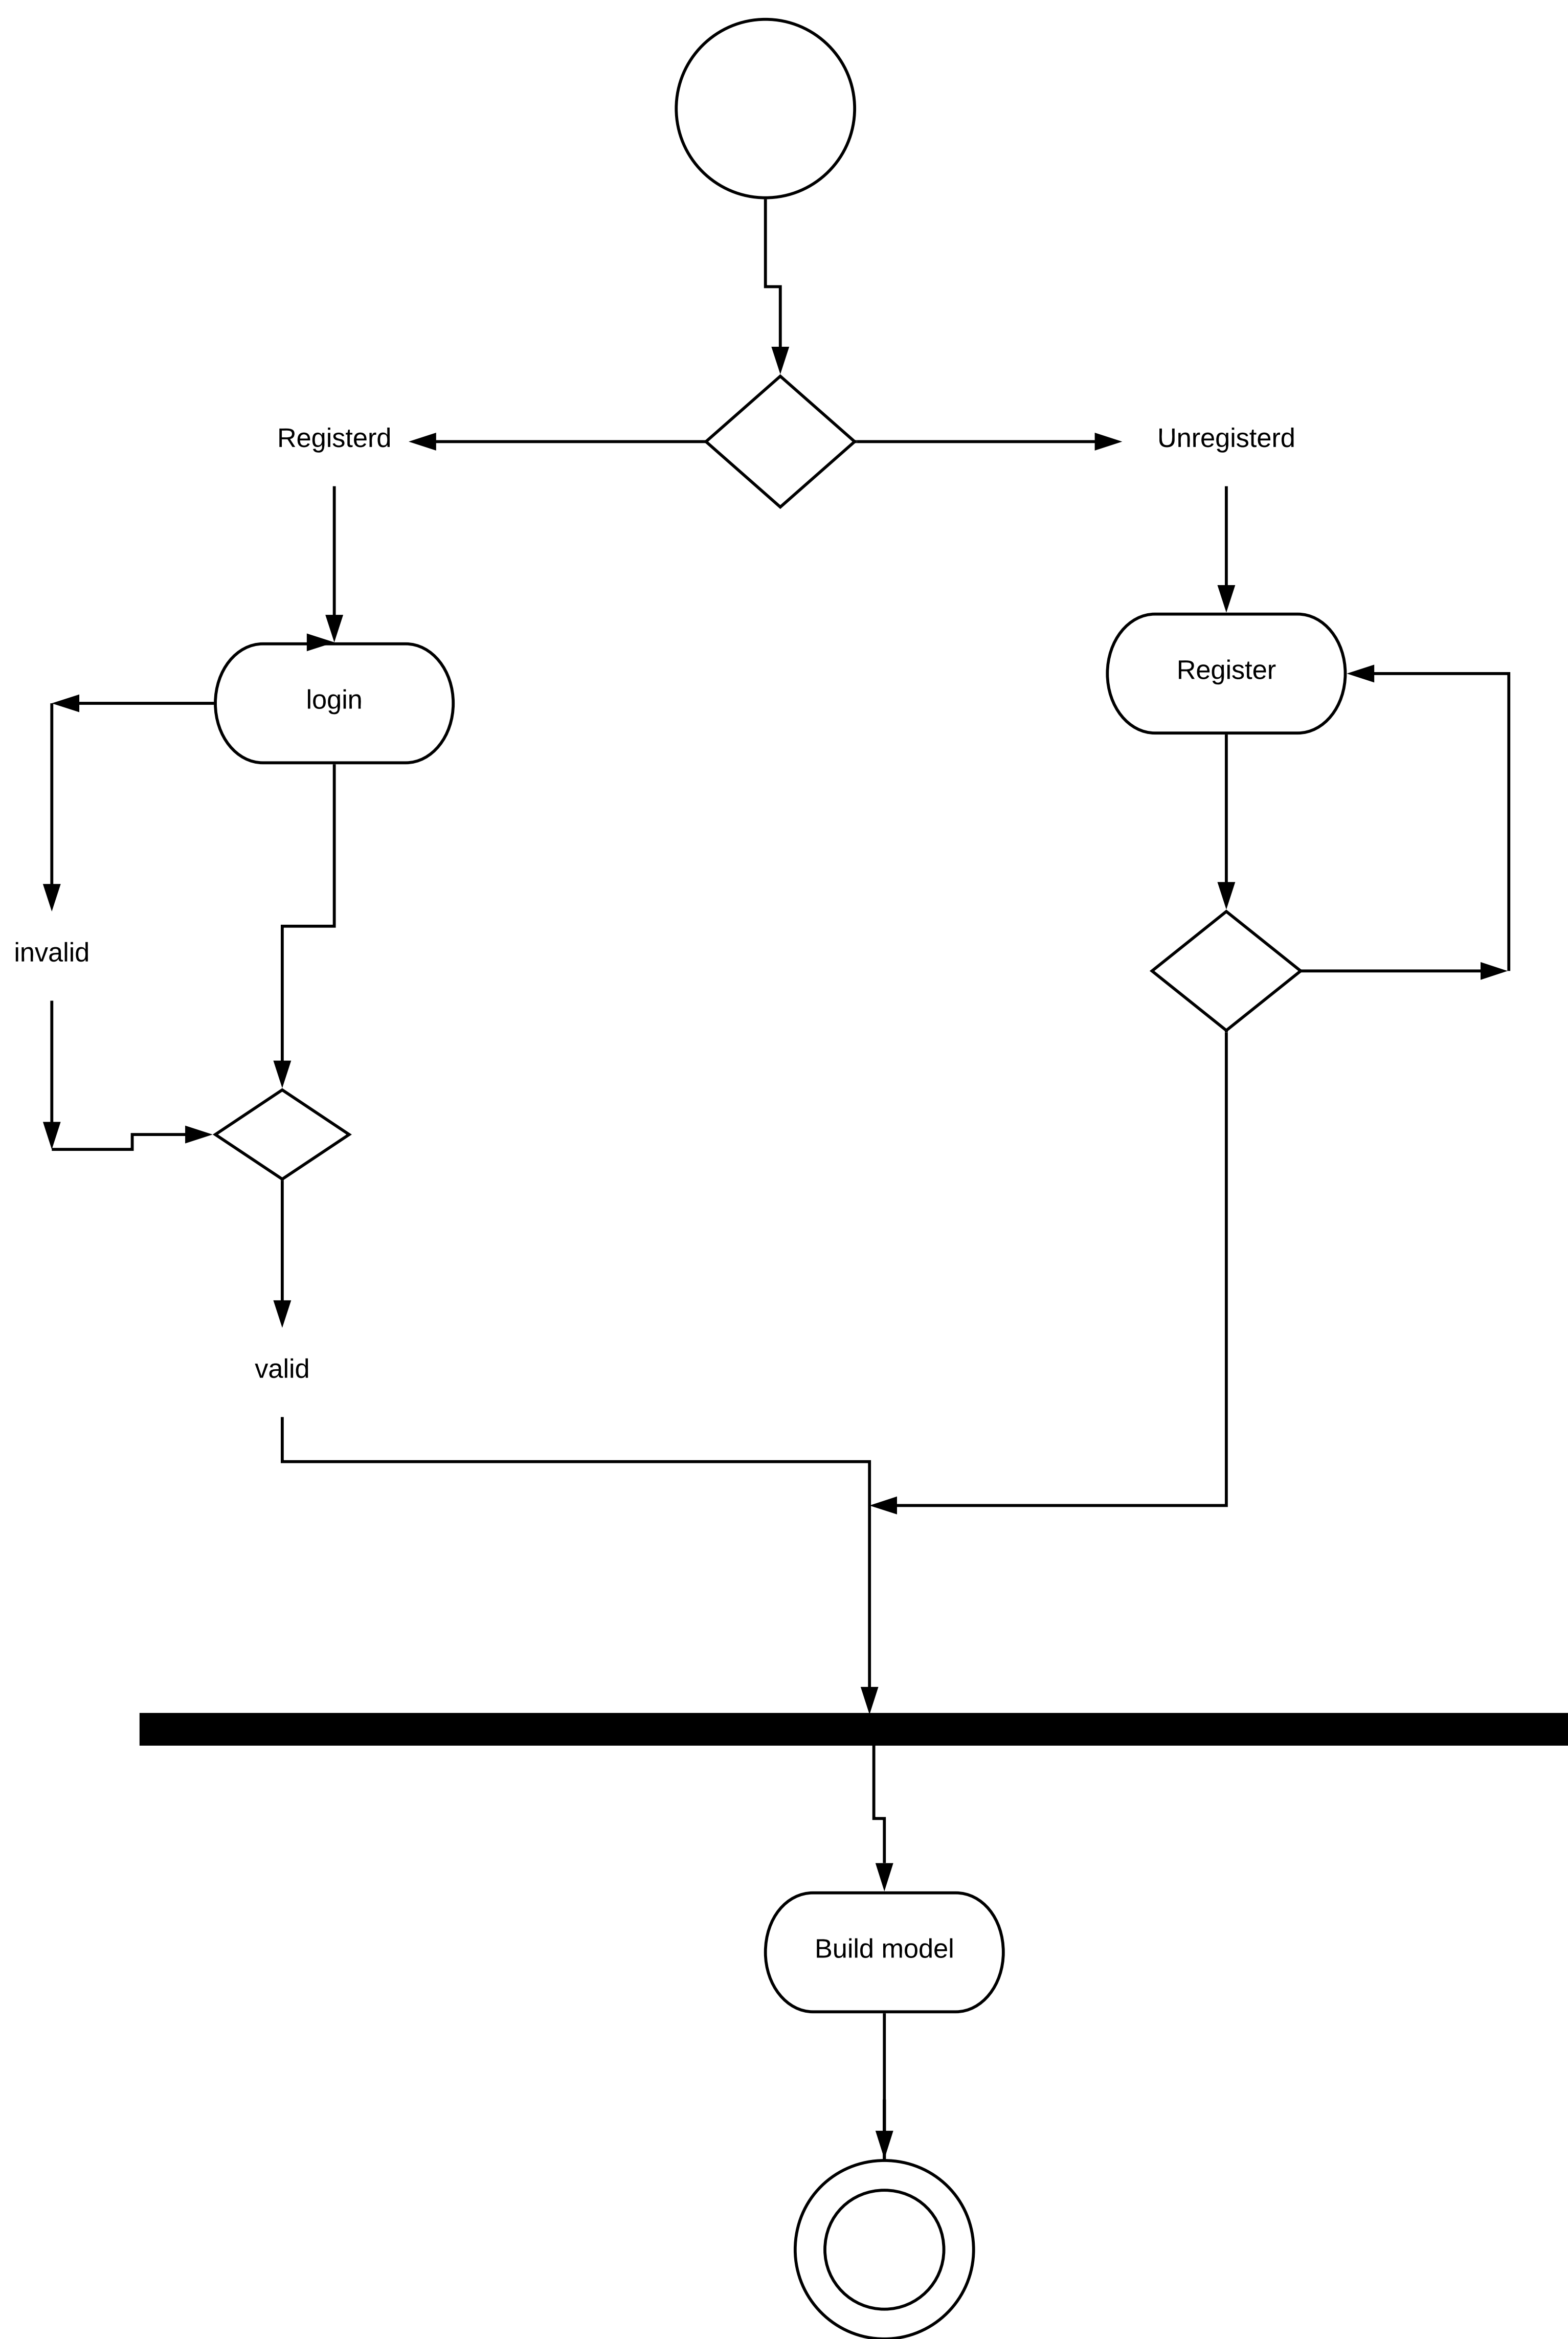 Registerd
Unregisterd
login
Register
invalid
valid
Build model